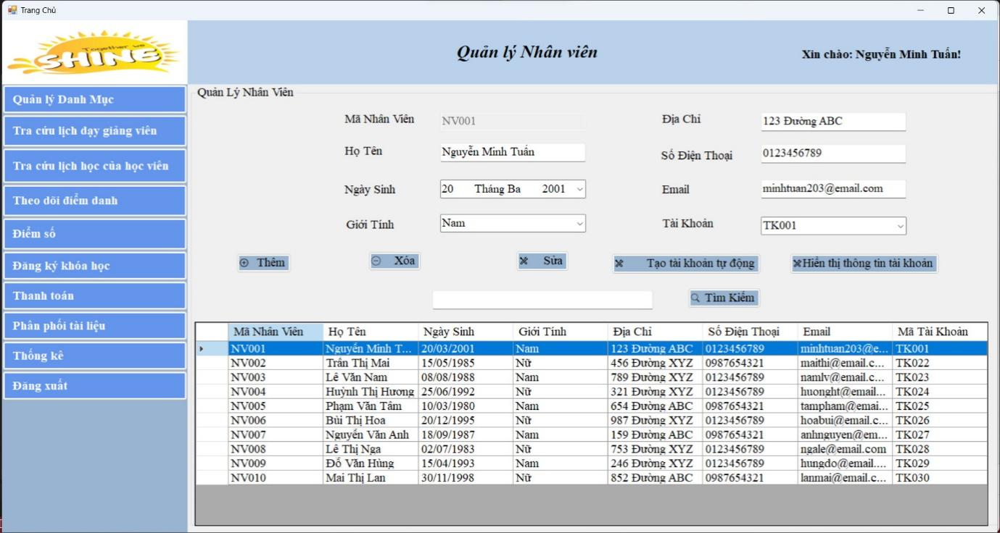 Trang Chủ
Together we
SHINE
Quản lý Nhân viên
Xin chào: Nguyễn Minh Tuấn!
Quản lý Danh Mục
Tra cứu lịch dạy giảng viên
Tra cứu lịch học của học viên
Theo dõi điểm danh
Điểm số
Đăng ký khóa học
Thanh toán
Phân phối tài liệu
Thống kê
Đăng xuất
Quản Lý Nhân Viên
Mã Nhân Viên NV001 Địa Chỉ 123 Đường ABC
Họ Tên Nguyễn Minh Tuấn Số Điện Thoại 0123456789
Ngày Sinh 20 Tháng Ba 2001 Email minhtuan203@email.com
Giới Tính Nam Tài Khoản TK001
Thêm Xóa Sửa Tạo tài khoản tự động Hiển thị thông tin tài khoản
Tìm Kiếm
Mã Nhân Viên Họ Tên Ngày Sinh Giới Tính Địa Chỉ Số Điện Thoại Email Mã Tài Khoản
NV001 Nguyễn Minh T... 20/03/2001 Nam 123 Đường ABC 0123456789 minhtuan203@e... TK001
NV002 Trần Thị Mai 15/05/1985 Nữ 456 Đường XYZ 0987654321 maithi@email.c... TK022
NV003 Lê Văn Nam 08/08/1988 Nam 789 Đường XYZ 0123456789 namlv@email.c... TK023
NV004 Huỳnh Thị Hương 25/06/1992 Nữ 321 Đường XYZ 0123456789 huonght@email.... TK024
NV005 Phạm Văn Tâm 10/03/1980 Nam 654 Đường ABC 0987654321 tampham@emai... TK025
NV006 Bùi Thị Hoa 20/12/1995 Nữ 987 Đường XYZ 0123456789 hoabui@email.c... TK026
NV007 Nguyễn Văn Anh 18/09/1987 Nam 159 Đường ABC 0987654321 anhnguyen@em... TK027
NV008 Lê Thị Nga 02/07/1983 Nữ 753 Đường XYZ 0123456789 ngale@email.com TK028
NV009 Đố Văn Hùng 15/04/1993 Nam 246 Đường XYZ 0123456789 hungdo@email.... TK029
NV010 Mai Thị Lan 30/11/1998 Nữ 852 Đường ABC 0987654321 lanmai@email.c... TK030